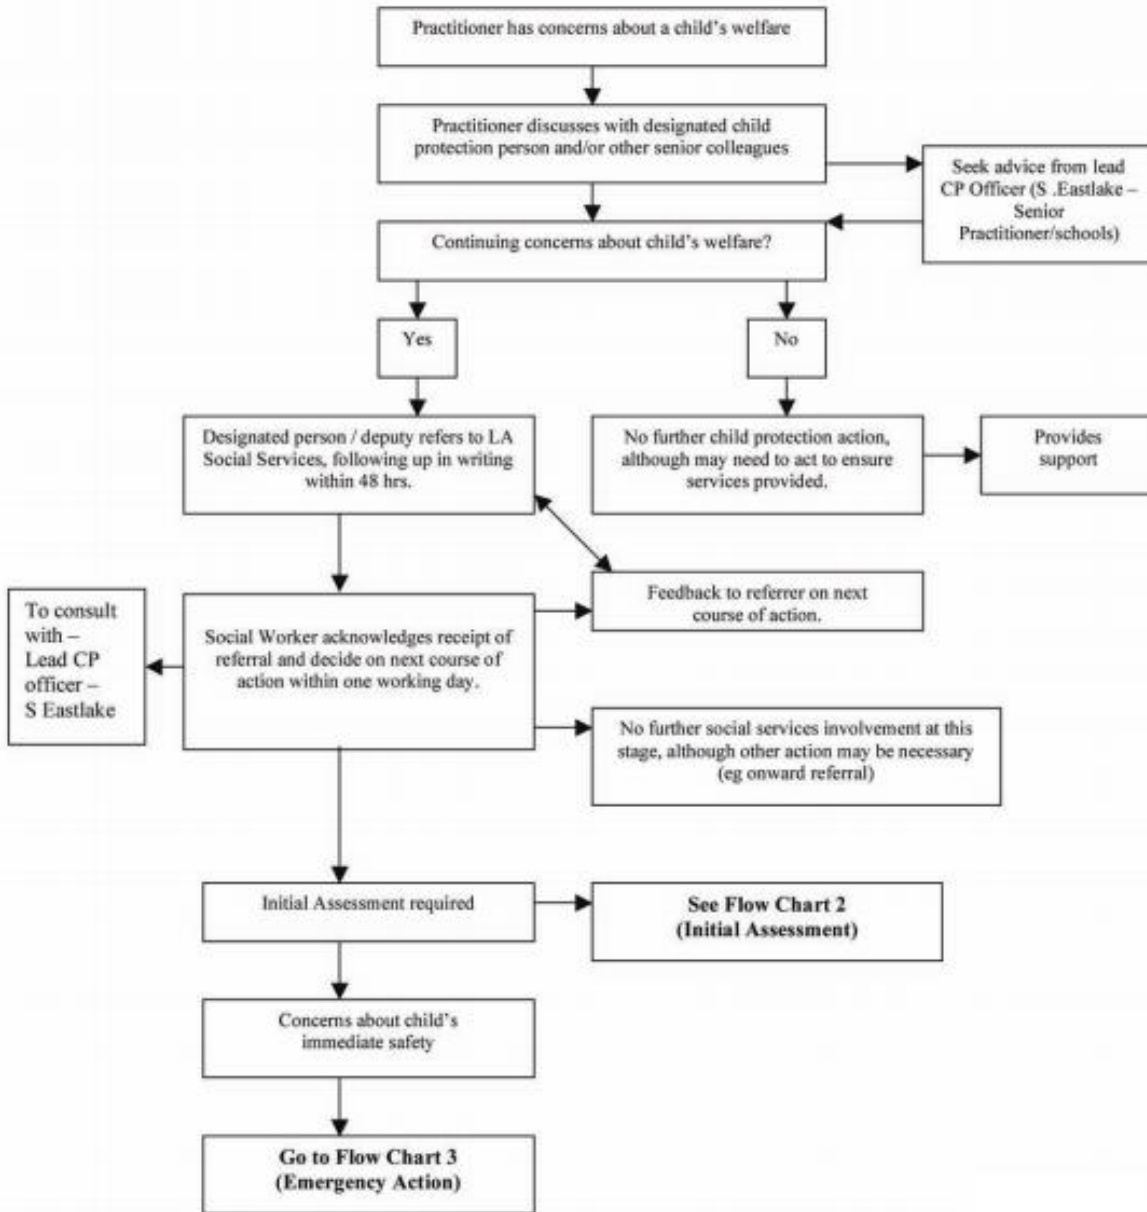 Practitioner has concerns about a child's welfare
Practitioner discusses with designated child
protection person and/or other senior colleagues
Seek advice from lead
CP Officer (S .Eastlake –
Senior
Practitioner/schools)
Continuing concerns about child's welfare?
Yes
No
Designated person / deputy refers to LA
Social Services, following up in writing
within 48 hrs.
No further child protection action,
although may need to act to ensure
services provided.
Provides
support
Feedback to referrer on next
course of action.
To consult
with –
Lead CP
officer –
S Eastlake
Social Worker acknowledges receipt of
referral and decide on next course of
action within one working day.
No further social services involvement at this
stage, although other action may be necessary
(eg onward referral)
Initial Assessment required
See Flow Chart 2
(Initial Assessment)
Concerns about child's
immediate safety
Go to Flow Chart 3
(Emergency Action)